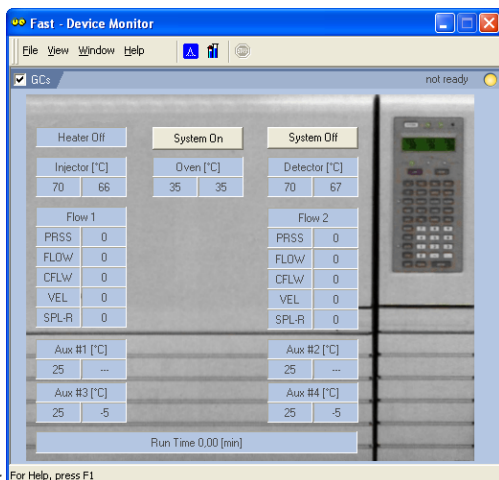 Fast - Device Monitor
File View Window Help
GCs not ready
Heater Off System On System Off
Injector [°C] Oven [°C] Detector [°C]
70 66 35 35 70 67
Flow 1 Flow 2
PRSS 0 PRSS 0
FLOW 0 FLOW 0
CFLW 0 CFLW 0
VEL 0 VEL 0
SPL-R 0 SPL-R 0
Aux #1 [°C] Aux #2 [°C]
25 --- 25 ---
Aux #3 [°C] Aux #4 [°C]
25 -5 25 -5
Run Time 0,00 [min]
For Help, press F1